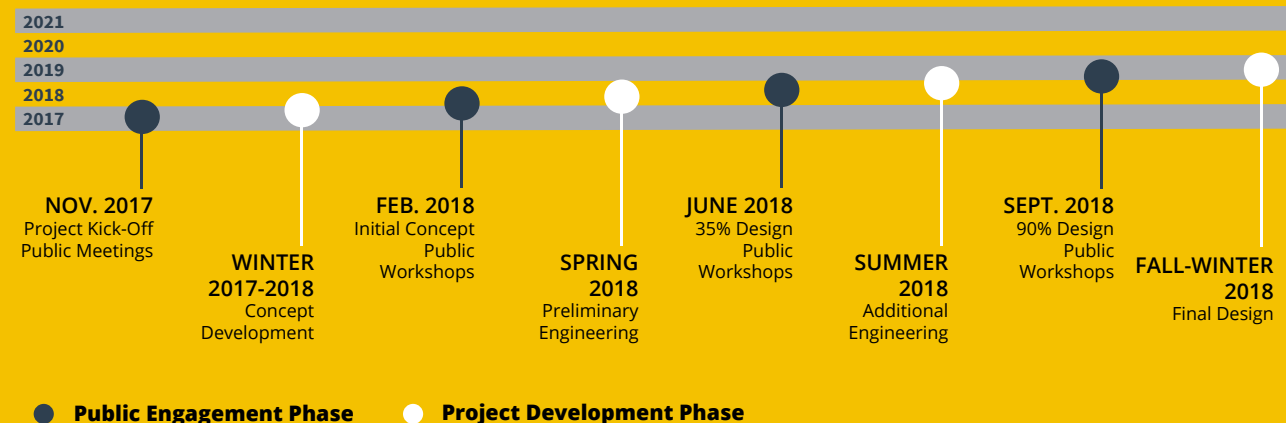 2021
2020
2019
2018
2017
NOV. 2017
Project Kick-Off
Public Meetings
WINTER
2017-2018
Concept
Development
FEB. 2018
Initial Concept
Public
Workshops
SPRING
2018
Preliminary
Engineering
JUNE 2018
35% Design
Public
Workshops
SUMMER
2018
Additional
Engineering
SEPT. 2018
90% Design
Public
Workshops
FALL-WINTER
2018
Final Design
Public Engagement Phase
Project Development Phase